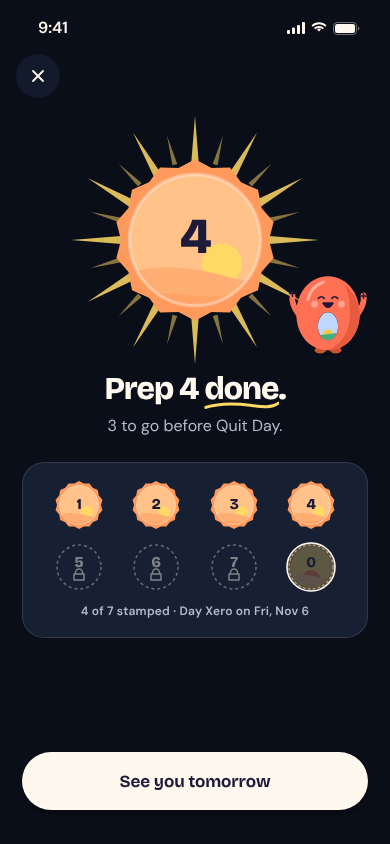 9:41
4
Prep 4 done.
3 to go before Quit Day.
1 2 3 4
5 6 7 0
4 of 7 stamped · Day Xero on Fri, Nov 6
See you tomorrow